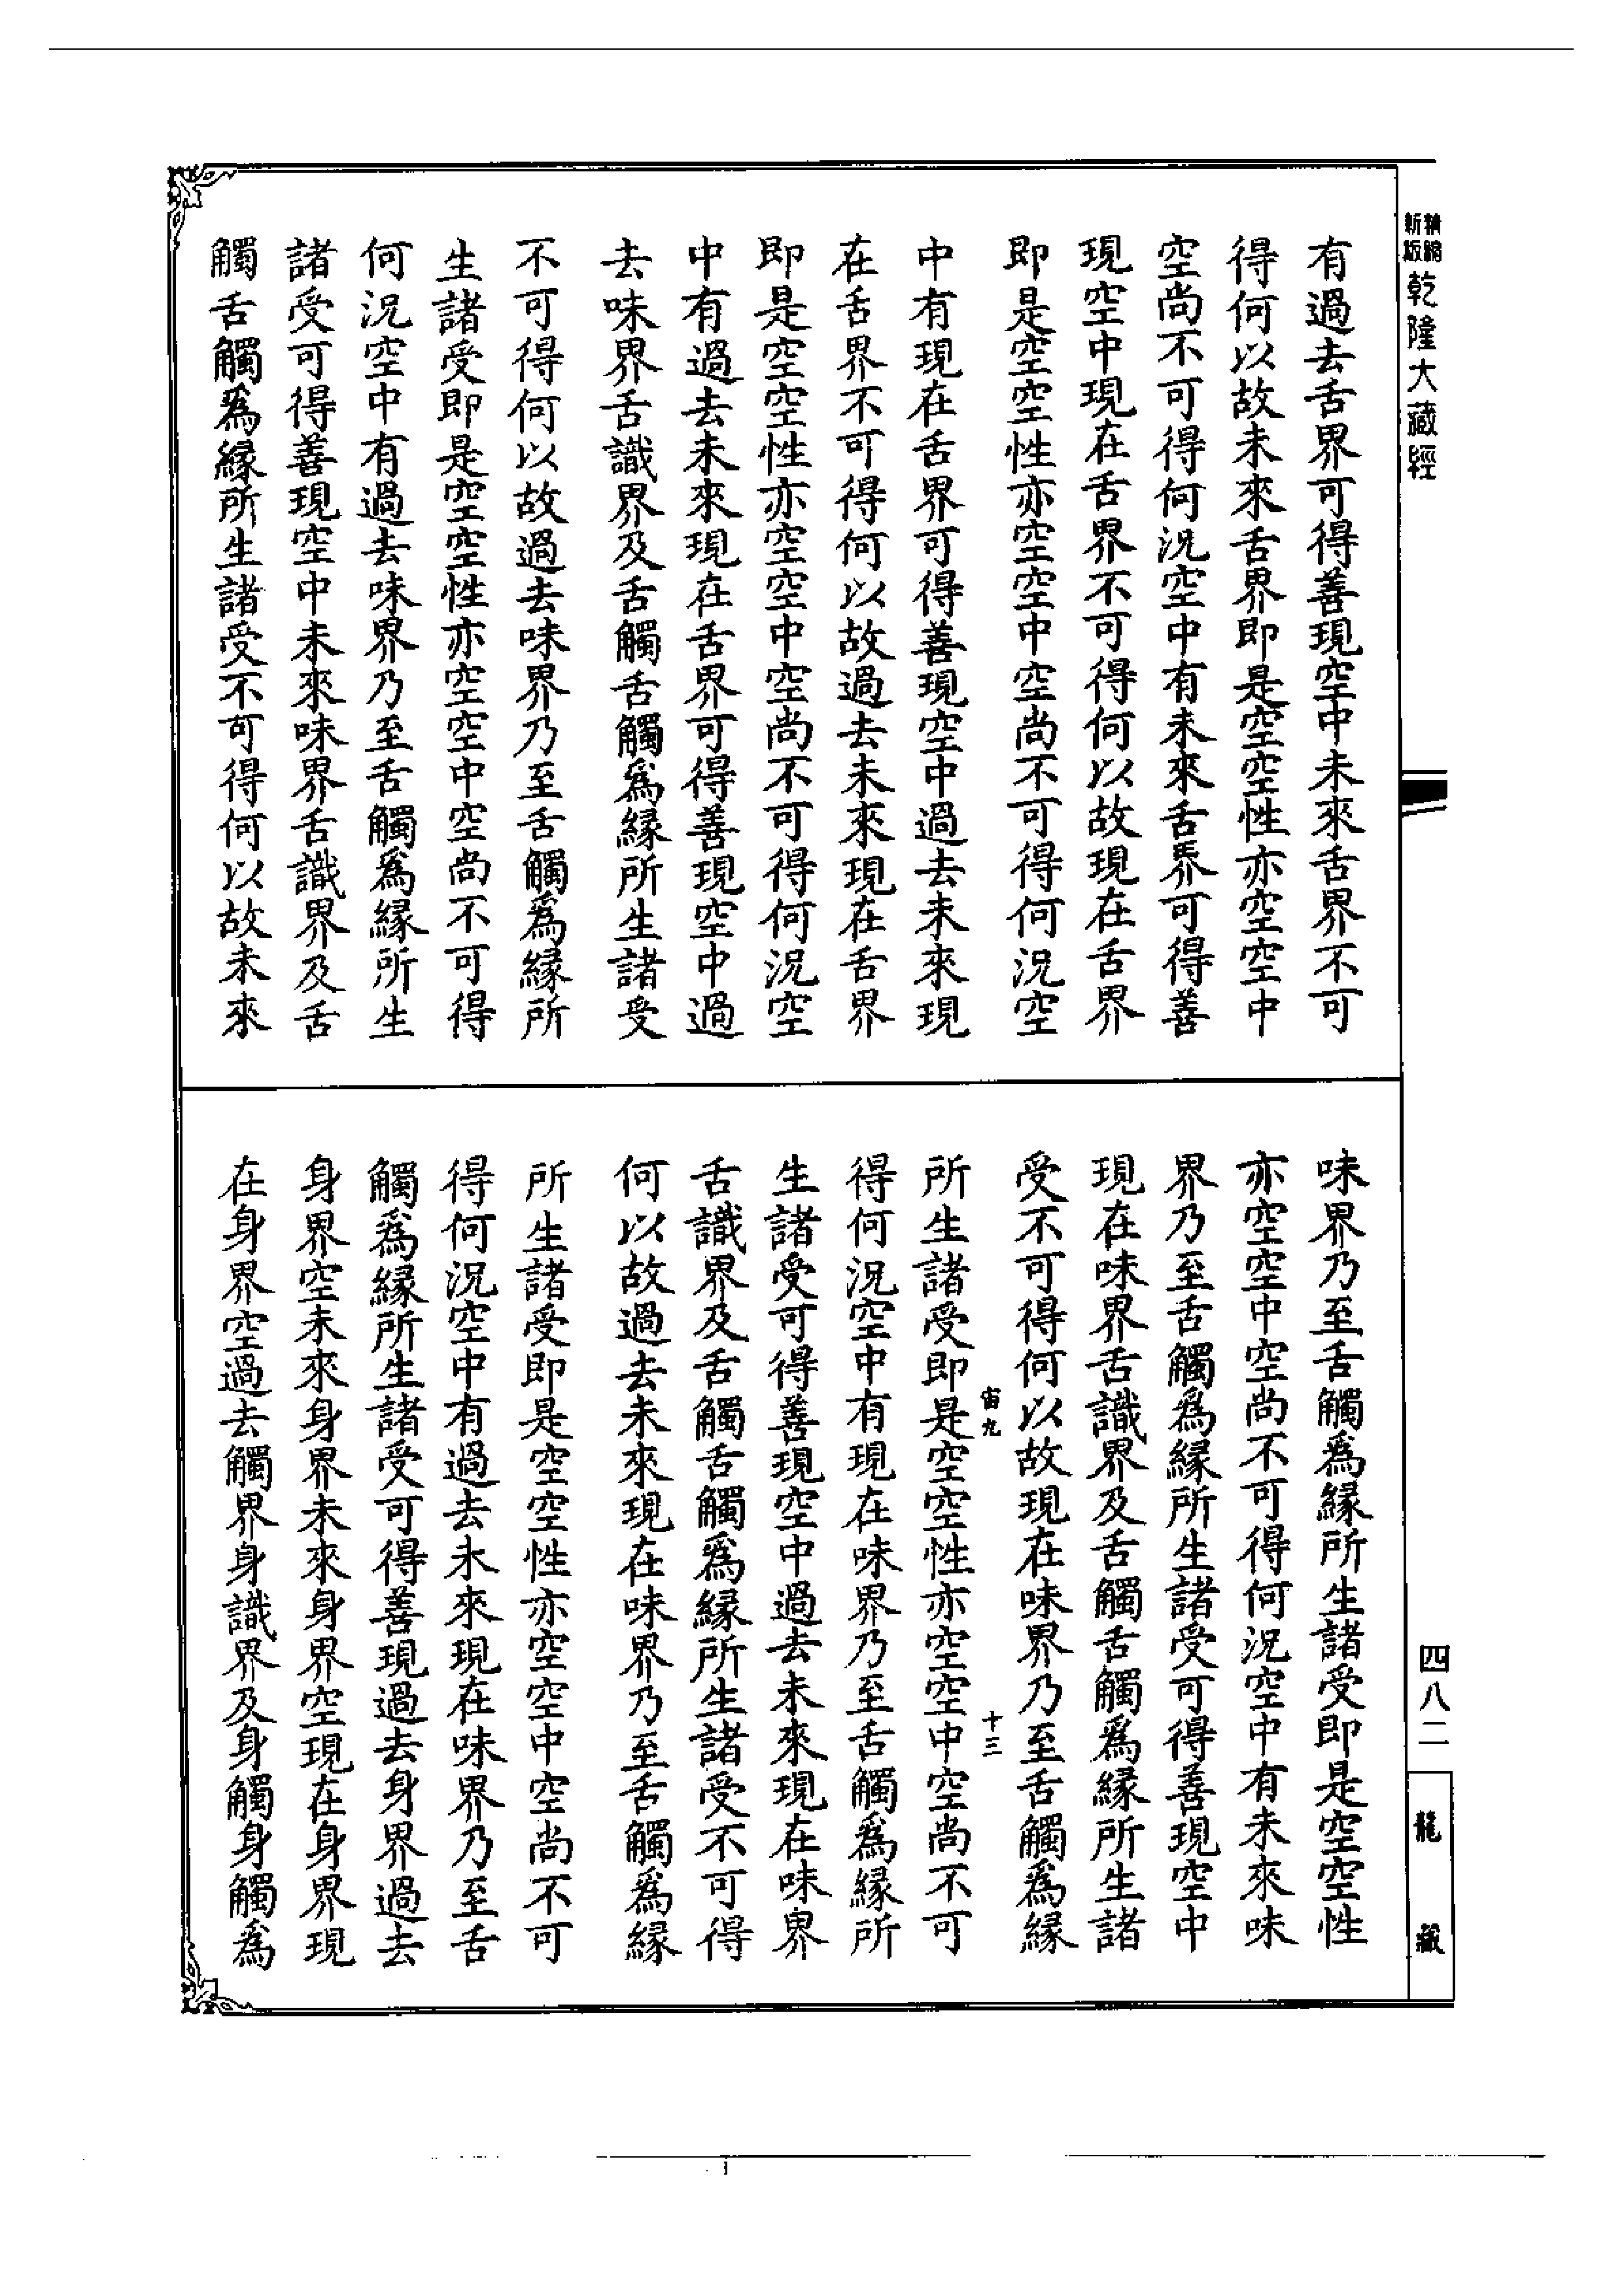 精縮新版
乾隆大藏經
有過去舌界可得善現空中未來舌界不可
得何以故未來舌界即是空空性亦空空中
空尚不可得何況空中有未來舌界可得善
現空中現在舌界不可得何以故現在舌界
即是空空性亦空空中空尚不可得何況空
中有現在舌界可得善現空中過去未來現
在舌界不可得何以故過去未來現在舌界
即是空空性亦空空中空尚不可得何況空
中有過去未來現在舌界可得善現空中過
去味界舌識界及舌觸舌觸爲緣所生諸受
不可得何以故過去味界乃至舌觸爲緣所
生諸受即是空空性亦空空中空尚不可得
何況空中有過去味界乃至舌觸爲緣所生
諸受可得善現空中未來味界舌識界及舌
觸舌觸爲緣所生諸受不可得何以故未來
味界乃至舌觸爲緣所生諸受即是空空性
亦空空中空尚不可得何況空中有未來味
界乃至舌觸爲緣所生諸受可得善現空中
現在味界舌識界及舌觸舌觸爲緣所生諸
受不可得何以故現在味界乃至舌觸爲緣
宙九
十三
所生諸受即是空空性亦空空中空尚不可
得何況空中有現在味界乃至舌觸爲緣所
生諸受可得善現空中過去未來現在味界
舌識界及舌觸舌觸爲緣所生諸受不可得
何以故過去未來現在味界乃至舌觸爲緣
所生諸受即是空空性亦空空中空尚不可
得何況空中有過去未來現在味界乃至舌
觸爲緣所生諸受可得善現過去身界過去
身界空未來身界未來身界空現在身界現
在身界空過去觸界身識界及身觸身觸爲
四八二
龍藏